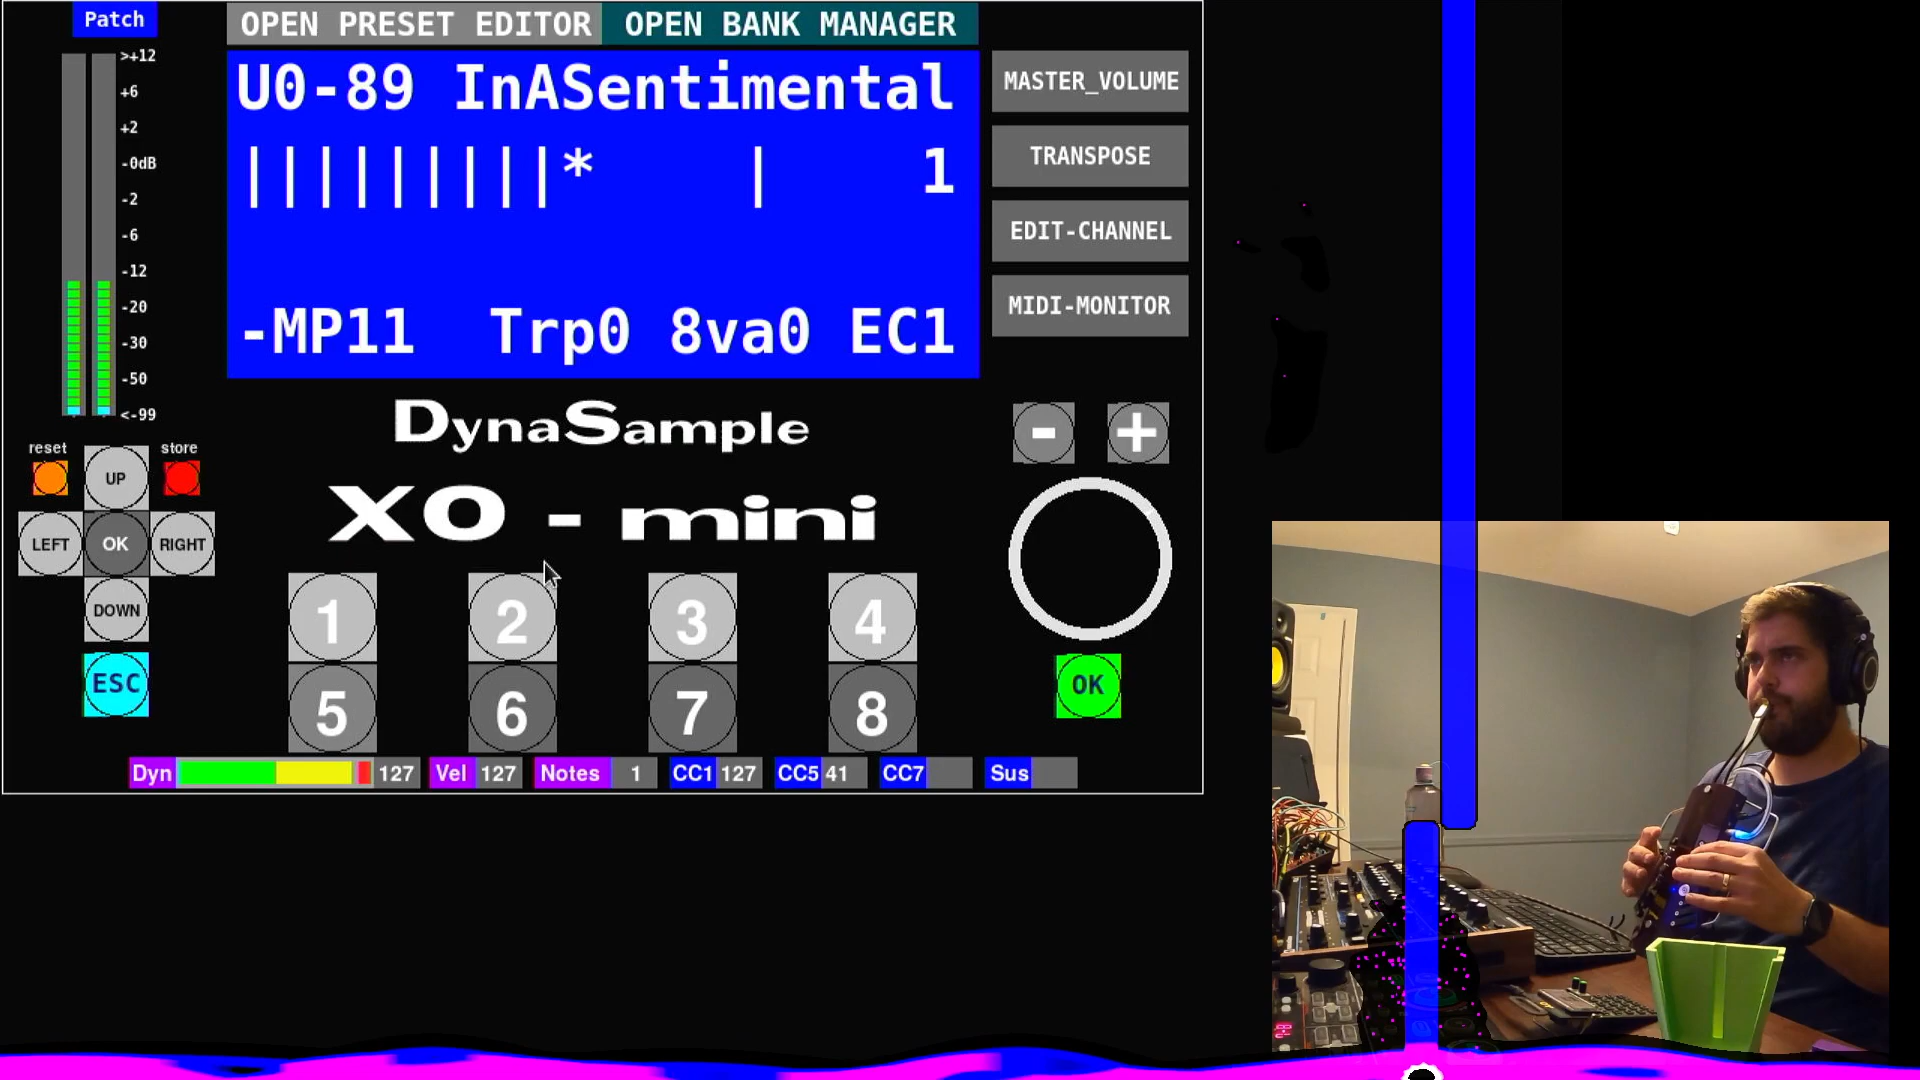 Patch
OPEN PRESET EDITOR
OPEN BANK MANAGER
U0-89 InASentimental
|||||||||* | 1
-MP11 Trp0 8va0 EC1
MASTER_VOLUME
TRANSPOSE
EDIT-CHANNEL
MIDI-MONITOR
>+12
+6
+2
-0dB
-2
-6
-12
-20
-30
-50
<-99
reset
store
UP
LEFT
OK
RIGHT
DOWN
ESC
DynaSample
XO - mini
-
+
1
2
3
4
5
6
7
8
OK
Dyn 127 Vel 127 Notes 1 CC1 127 CC5 41 CC7 Sus